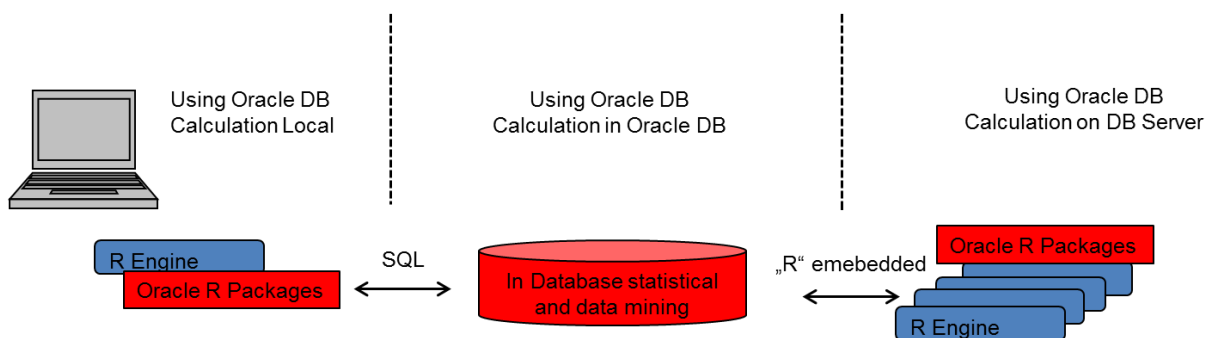 Using Oracle DB
Calculation Local
Using Oracle DB
Calculation in Oracle DB
Using Oracle DB
Calculation on DB Server
R Engine
Oracle R Packages
SQL
In Database statistical
and data mining
„R“ emebedded
Oracle R Packages
R Engine